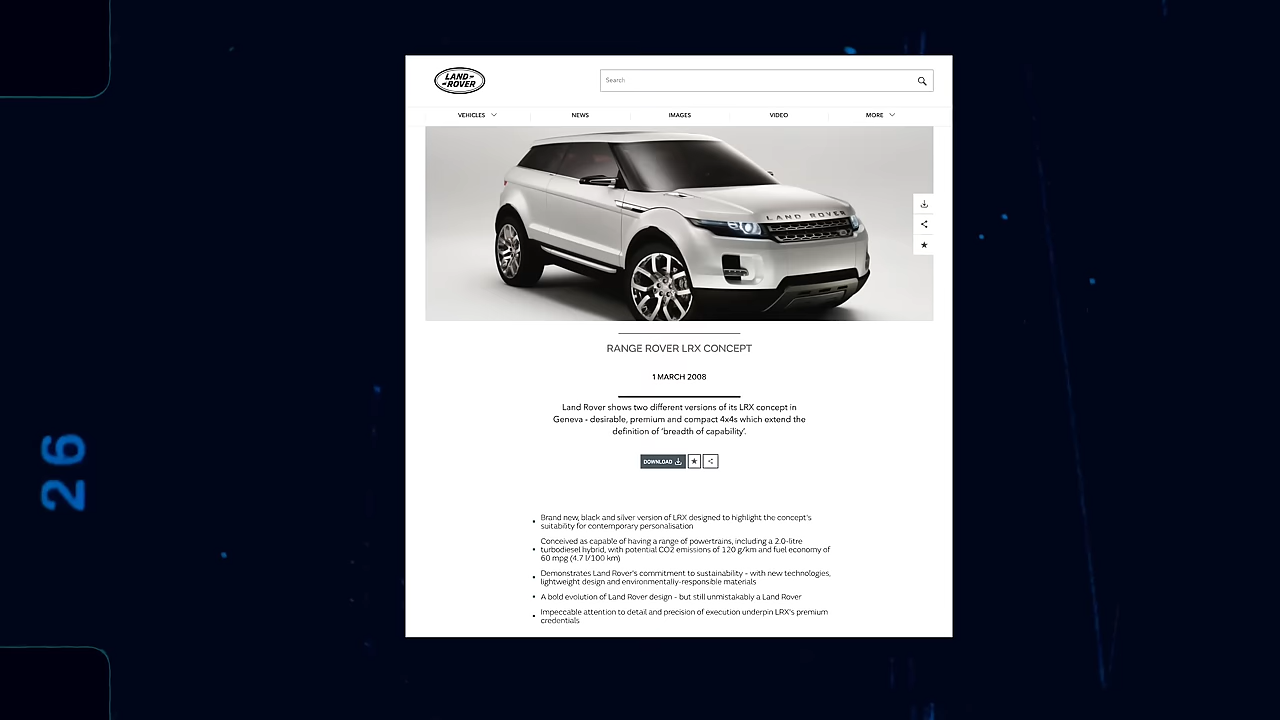 LAND-
-ROVER
Search
VEHICLES
NEWS
IMAGES
VIDEO
MORE
LAND ROVER
RANGE ROVER LRX CONCEPT
1 MARCH 2008
Land Rover shows two different versions of its LRX concept in
Geneva - desirable, premium and compact 4x4s which extend the
definition of ‘breadth of capability’.
DOWNLOAD
• Brand new, black and silver version of LRX designed to highlight the concept's
suitability for contemporary personalisation
• Conceived as capable of having a range of powertrains, including a 2.0-litre
turbodiesel hybrid, with potential CO2 emissions of 120 g/km and fuel economy of
60 mpg (4.7 l/100 km)
• Demonstrates Land Rover's commitment to sustainability - with new technologies,
lightweight design and environmentally-responsible materials
• A bold evolution of Land Rover design - but still unmistakably a Land Rover
• Impeccable attention to detail and precision of execution underpin LRX's premium
credentials
26